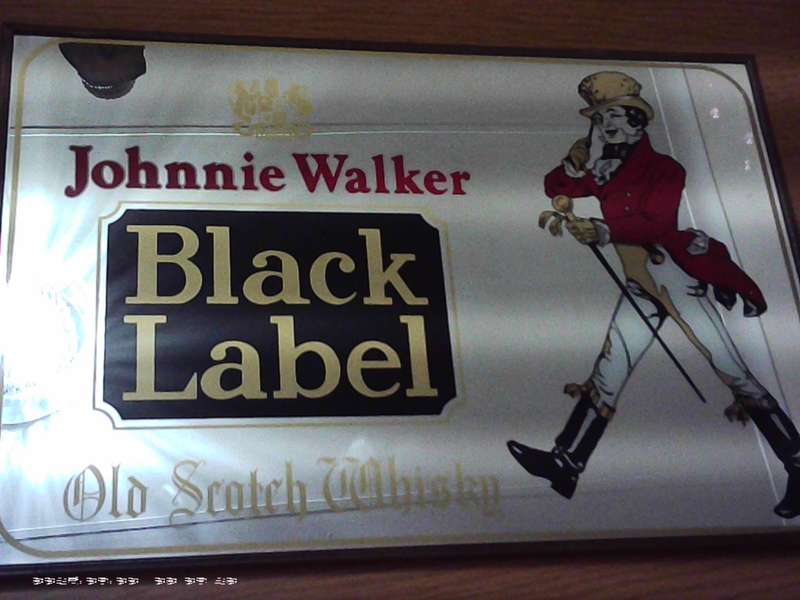 Johnnie Walker
Black
Label
Old Scotch Whisky